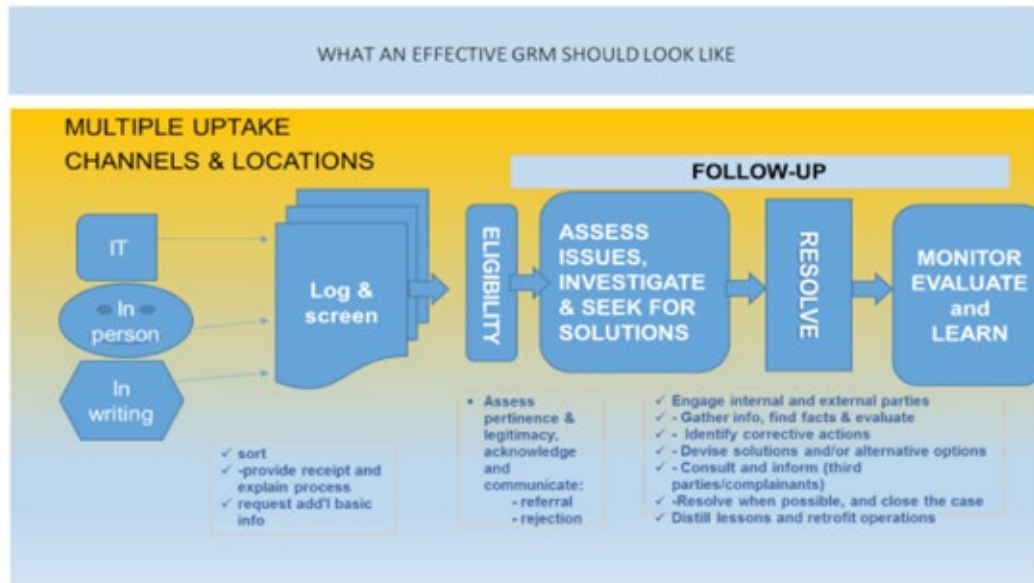 WHAT AN EFFECTIVE GRM SHOULD LOOK LIKE
MULTIPLE UPTAKE
CHANNELS & LOCATIONS
FOLLOW-UP
IT
In
person
In
writing
Log &
screen
ELIGIBILITY
ASSESS
ISSUES,
INVESTIGATE
& SEEK FOR
SOLUTIONS
RESOLVE
MONITOR
EVALUATE
and
LEARN
✓ sort
✓ -provide receipt and
explain process
✓ request add'l basic
info
• Assess
pertinence &
legitimacy,
acknowledge
and
communicate:
- referral
- rejection
✓ Engage internal and external parties
✓ - Gather info, find facts & evaluate
✓ - Identify corrective actions
✓ - Devise solutions and/or alternative options
✓ - Consult and inform (third
parties/complainants)
✓ -Resolve when possible, and close the case
✓ Distill lessons and retrofit operations